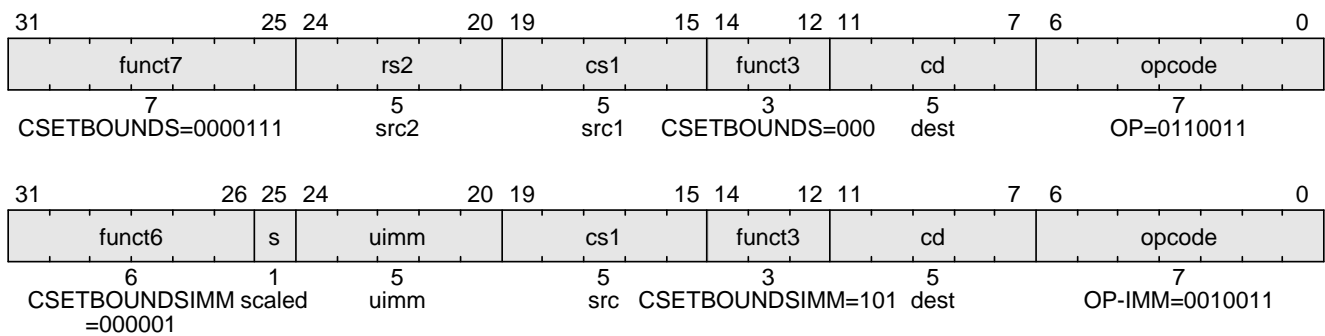 31 25 24 20 19 15 14 12 11 7 6 0
funct7 rs2 cs1 funct3 cd opcode
7 5 5 3 5 7
CSETBOUNDS=0000111 src2 src1 CSETBOUNDS=000 dest OP=0110011
31 26 25 24 20 19 15 14 12 11 7 6 0
funct6 s uimm cs1 funct3 cd opcode
6 1 5 5 3 5 7
CSETBOUNDSIMM scaled uimm src CSETBOUNDSIMM=101 dest OP-IMM=0010011
=000001